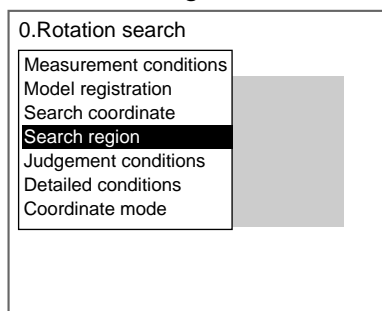 0.Rotation search
Measurement conditions
Model registration
Search coordinate
Search region
Judgement conditions
Detailed conditions
Coordinate mode